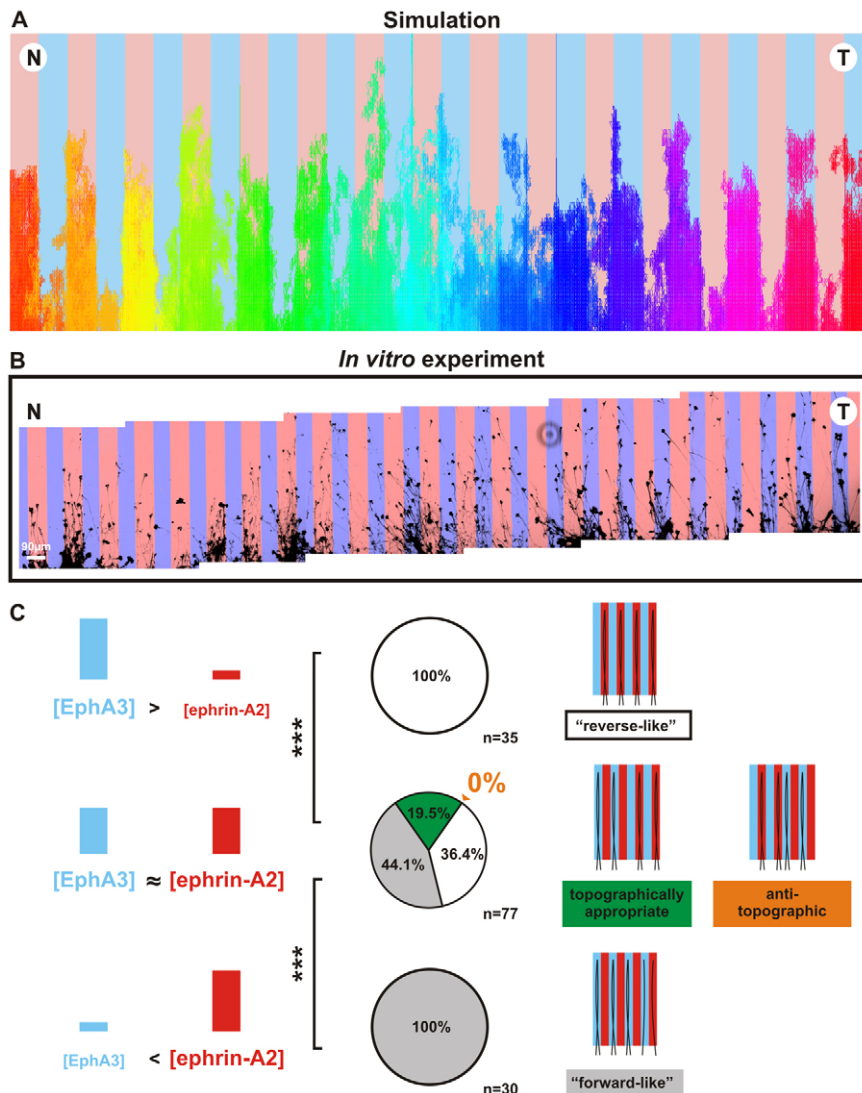 A
Simulation
N
T
B
In vitro experiment
N
T
90µm
C
[EphA3] > [ephrin-A2]
100%
n=35
"reverse-like"
***
[EphA3] ≈ [ephrin-A2]
0%
19.5%
44.1%
36.4%
n=77
topographically
appropriate
anti-
topographic
***
[EphA3] < [ephrin-A2]
100%
n=30
"forward-like"